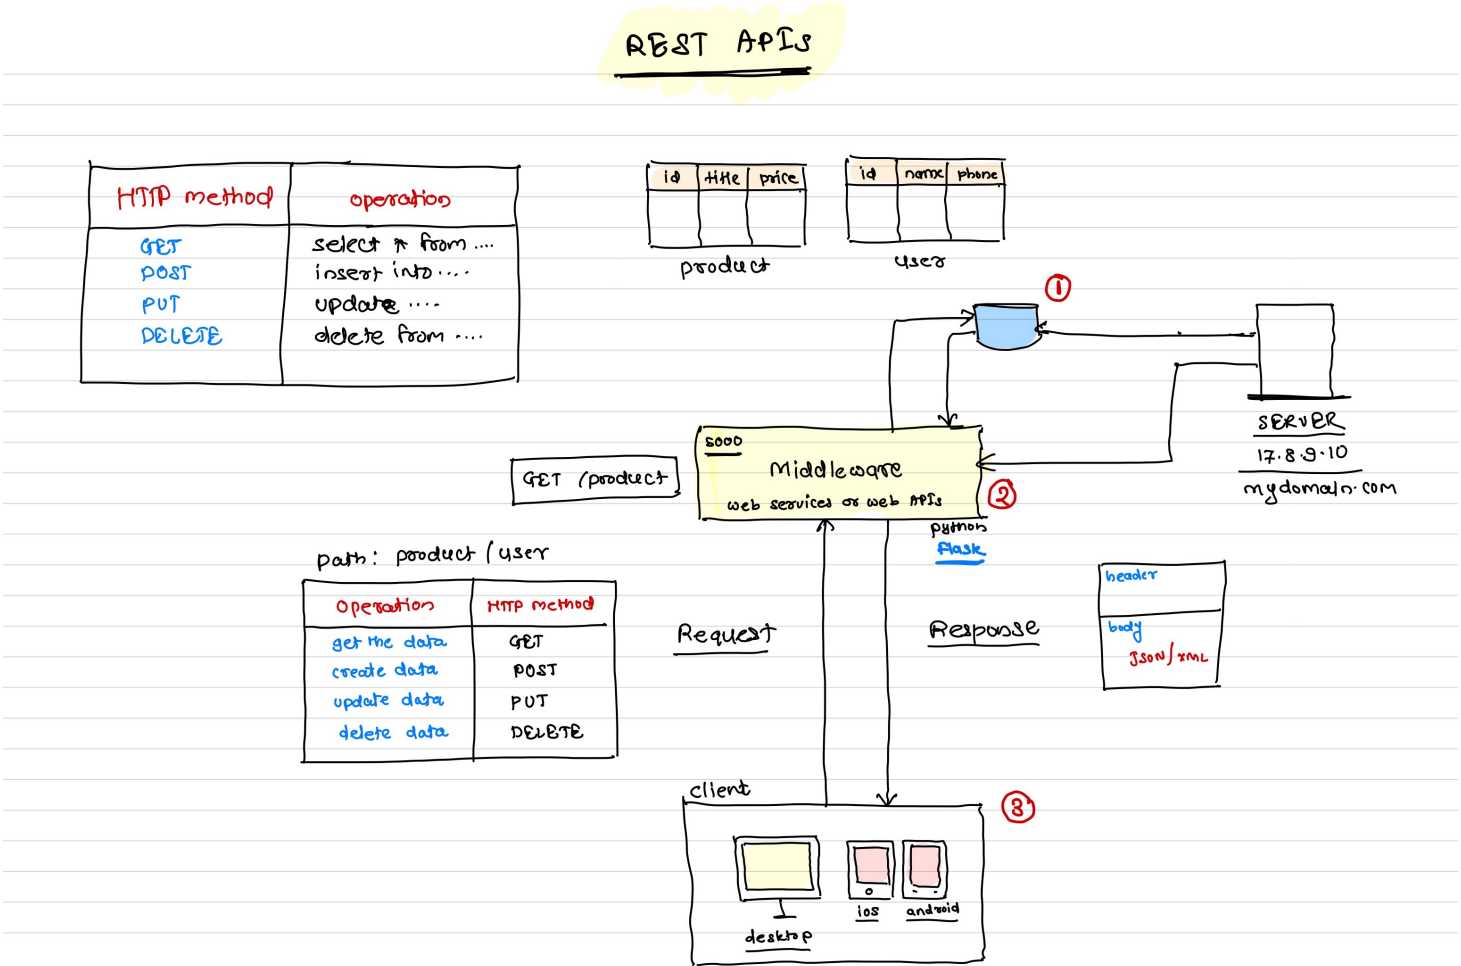 REST APIs
HTTP method operation
GET select * from ....
POST insert into ....
PUT update ....
DELETE delete from ....
id title price
product
id name phone
user
1
SERVER
17.8.9.10
mydomain.com
5000
Middleware
web services or web APIs
2
python
flask
GET /product
path: product / user
operation HTTP method
get the data GET
create data POST
update data PUT
delete data DELETE
Request
Response
header
body
JSON/XML
client
3
desktop
ios
android